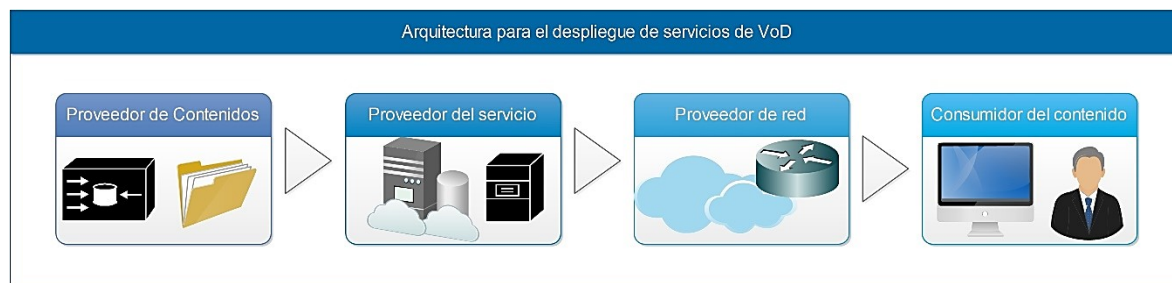 Arquitectura para el despliegue de servicios de VoD
Proveedor de Contenidos
Proveedor del servicio
Proveedor de red
Consumidor del contenido